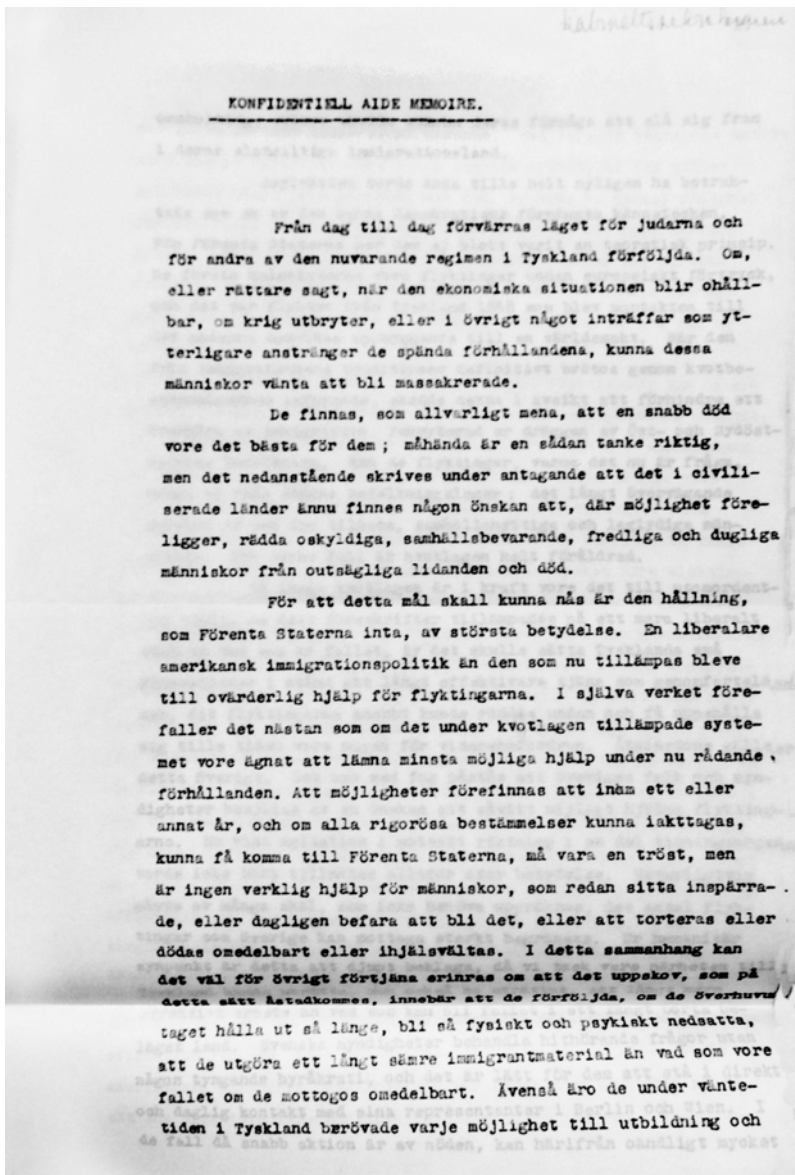 KONFIDENTIELL AIDE MEMOIRE.
Från dag till dag förvärras läget för judarna och
för andra av den nuvarande regimen i Tyskland förföljda. Om,
eller rättare sagt, när den ekonomiska situationen blir ohåll-
bar, om krig utbryter, eller i övrigt något inträffar som yt-
terligare anstränger de spända förhållandena, kunna dessa
människor vänta att bli massakrerade.
De finnas, som allvarligt mena, att en snabb död
vore det bästa för dem; måhända är en sådan tanke riktig,
men det nedanstående skrives under antagande att det i civili-
serade länder ännu finnes någon önskan att, där möjlighet före-
ligger, rädda oskyldiga, samhällsbevarande, fredliga och dugliga
människor från outsägliga lidanden och död.
För att detta mål skall kunna nås är den hållning,
som Förenta Staterna inta, av största betydelse. En liberalare
amerikansk immigrationspolitik än den som nu tillämpas bleve
till ovärderlig hjälp för flyktingarna. I själva verket före-
faller det nästan som om det under kvotlagen tillämpade syste-
met vore ägnat att lämna minsta möjliga hjälp under nu rådande
förhållanden. Att möjligheter förefinnas att inom ett eller
annat år, och om alla rigorösa bestämmelser kunna iakttagas,
kunna få komma till Förenta Staterna, må vara en tröst, men
är ingen verklig hjälp för människor, som redan sitta inspärra-
de, eller dagligen befara att bli det, eller att torteras eller
dödas omedelbart eller ihjälsvältas. I detta sammanhang kan
det väl för övrigt förtjäna erinras om att det uppskov, som på
detta sätt åstadkommes, innebär att de förföljda, om de överhuvu
taget hålla ut så länge, bli så fysiskt och psykiskt nedsatta,
att de utgöra ett långt sämre immigrantmaterial än vad som vore
fallet om de mottogos omedelbart. Ävenså äro de under vänte-
tiden i Tyskland berövade varje möjlighet till utbildning och